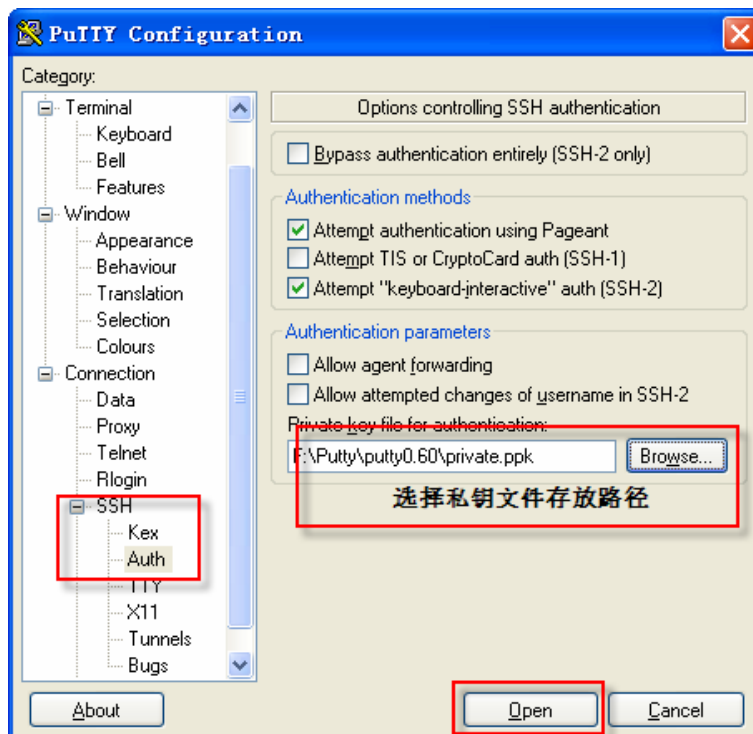 PuTTY Configuration
Category:
Terminal
Keyboard
Bell
Features
Window
Appearance
Behaviour
Translation
Selection
Colours
Connection
Data
Proxy
Telnet
Rlogin
SSH
Kex
Auth
TTY
X11
Tunnels
Bugs
Options controlling SSH authentication
Bypass authentication entirely (SSH-2 only)
Authentication methods
Attempt authentication using Pageant
Attempt TIS or CryptoCard auth (SSH-1)
Attempt "keyboard-interactive" auth (SSH-2)
Authentication parameters
Allow agent forwarding
Allow attempted changes of username in SSH-2
Private key file for authentication:
F:\Putty\putty0.60\private.ppk
Browse...
选择私钥文件存放路径
About
Open
Cancel